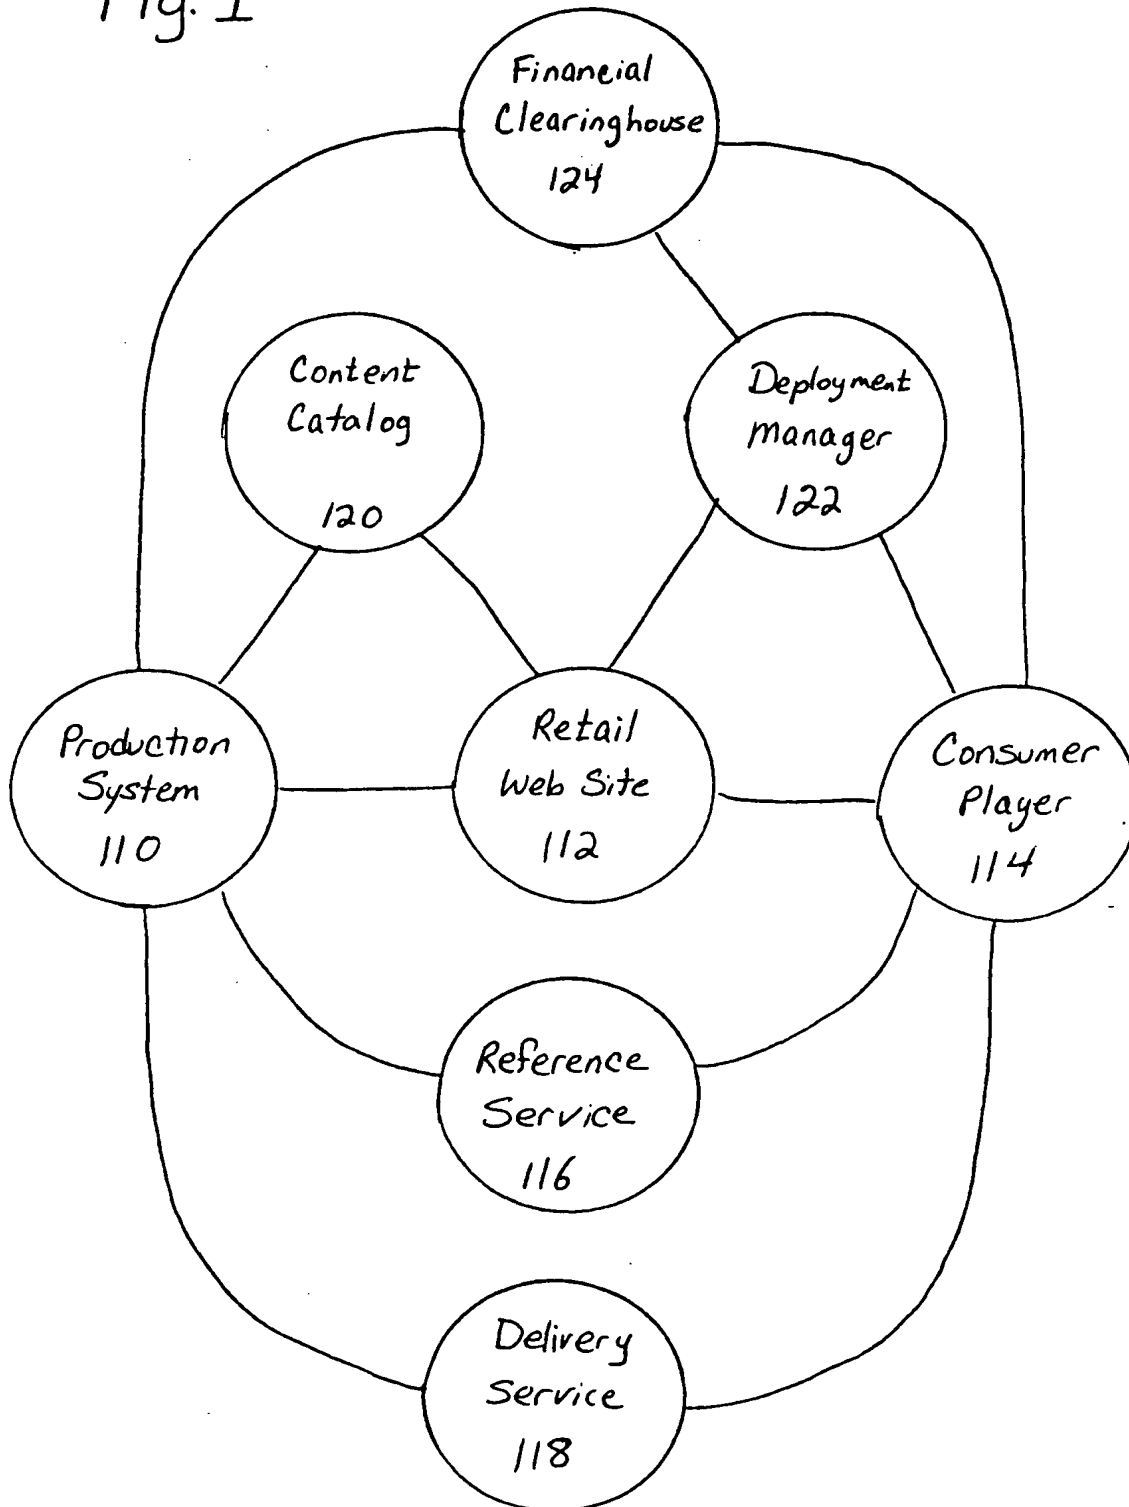 Fig. 1
Financial
Clearinghouse
124
Content
Catalog
120
Deployment
Manager
122
Production
System
110
Retail
Web Site
112
Consumer
Player
114
Reference
Service
116
Delivery
Service
118